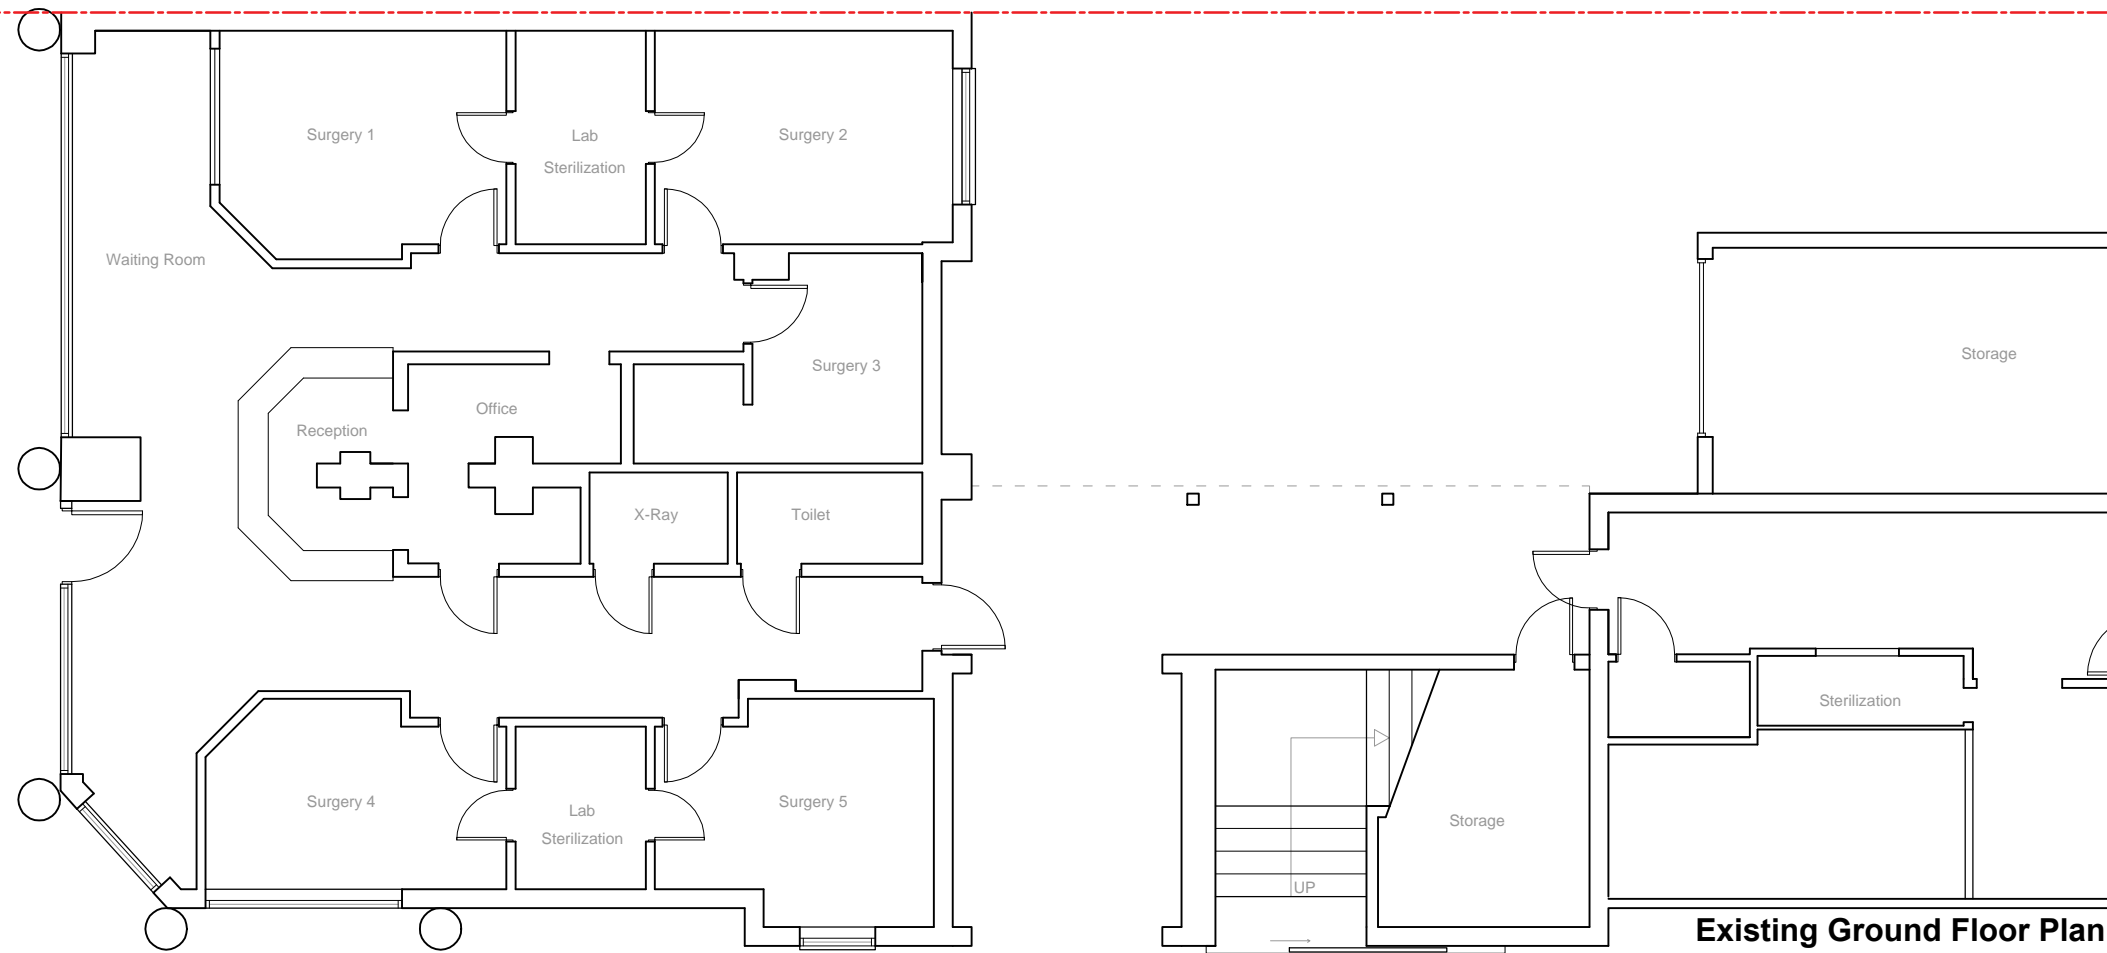 Surgery 1
Lab
Sterilization
Surgery 2
Waiting Room
Storage
Surgery 3
Office
Reception
X-Ray
Toilet
Sterilization
Surgery 4
Lab
Sterilization
Surgery 5
Storage
UP
Existing Ground Floor Plan